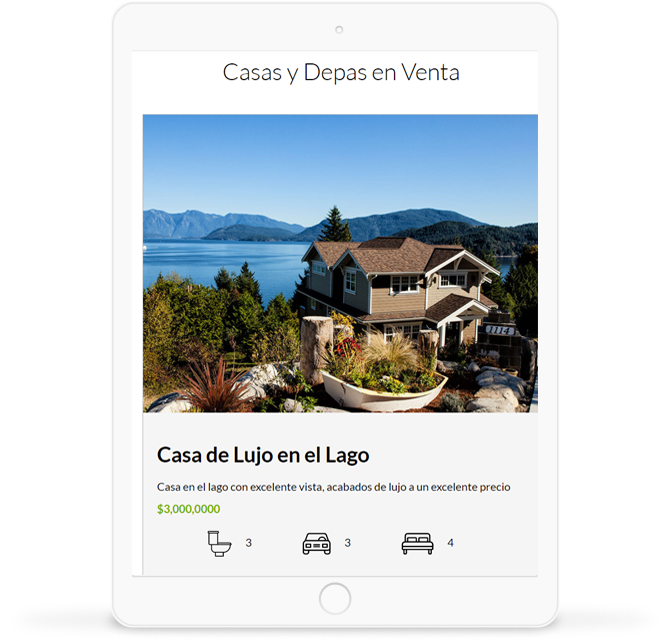 Casas y Depas en Venta
1114
Casa de Lujo en el Lago
Casa en el lago con excelente vista, acabados de lujo a un excelente precio
$3,000,0000
3 3 4